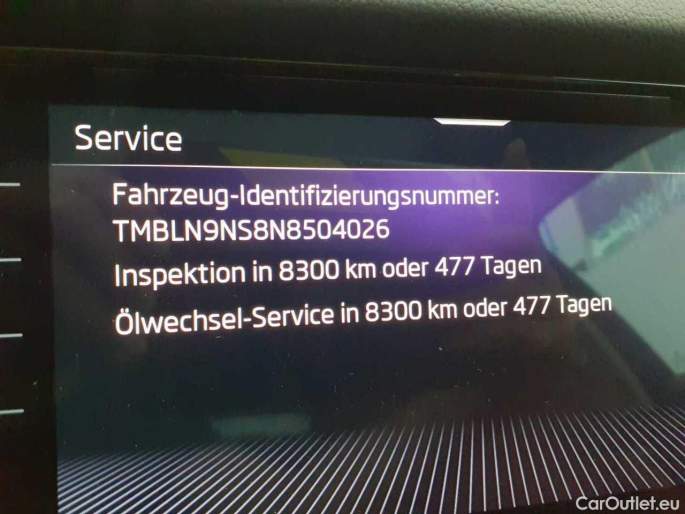 Service
Fahrzeug-Identifizierungsnummer:
TMBLN9NS8N8504026
Inspektion in 8300 km oder 477 Tagen
Ölwechsel-Service in 8300 km oder 477 Tagen
CarOutlet.eu